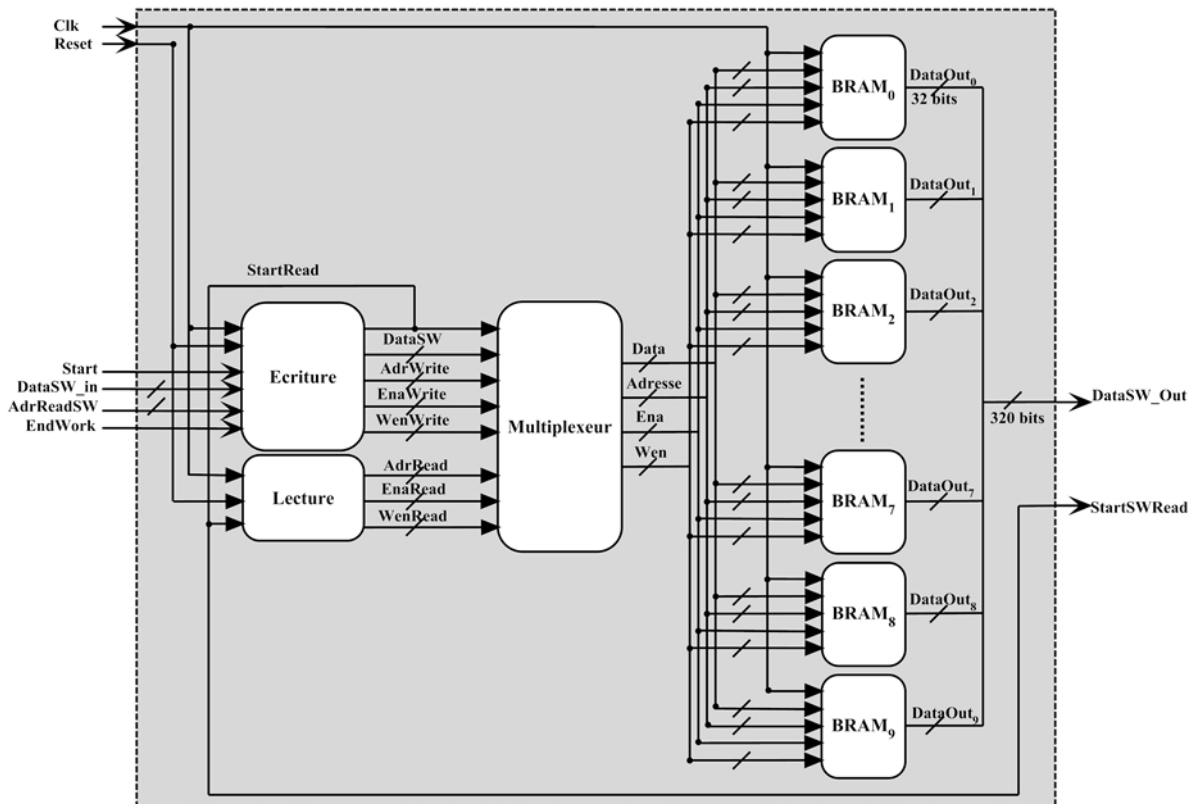 Clk
Reset
BRAM0
DataOut0
32 bits
BRAM1
DataOut1
StartRead
BRAM2
DataOut2
Ecriture
DataSW
AdrWrite
EnaWrite
WenWrite
Start
DataSW_in
AdrReadSW
EndWork
Multiplexeur
Data
Adresse
Ena
Wen
320 bits
DataSW_Out
Lecture
AdrRead
EnaRead
WenRead
BRAM7
DataOut7
StartSWRead
BRAM8
DataOut8
BRAM9
DataOut9